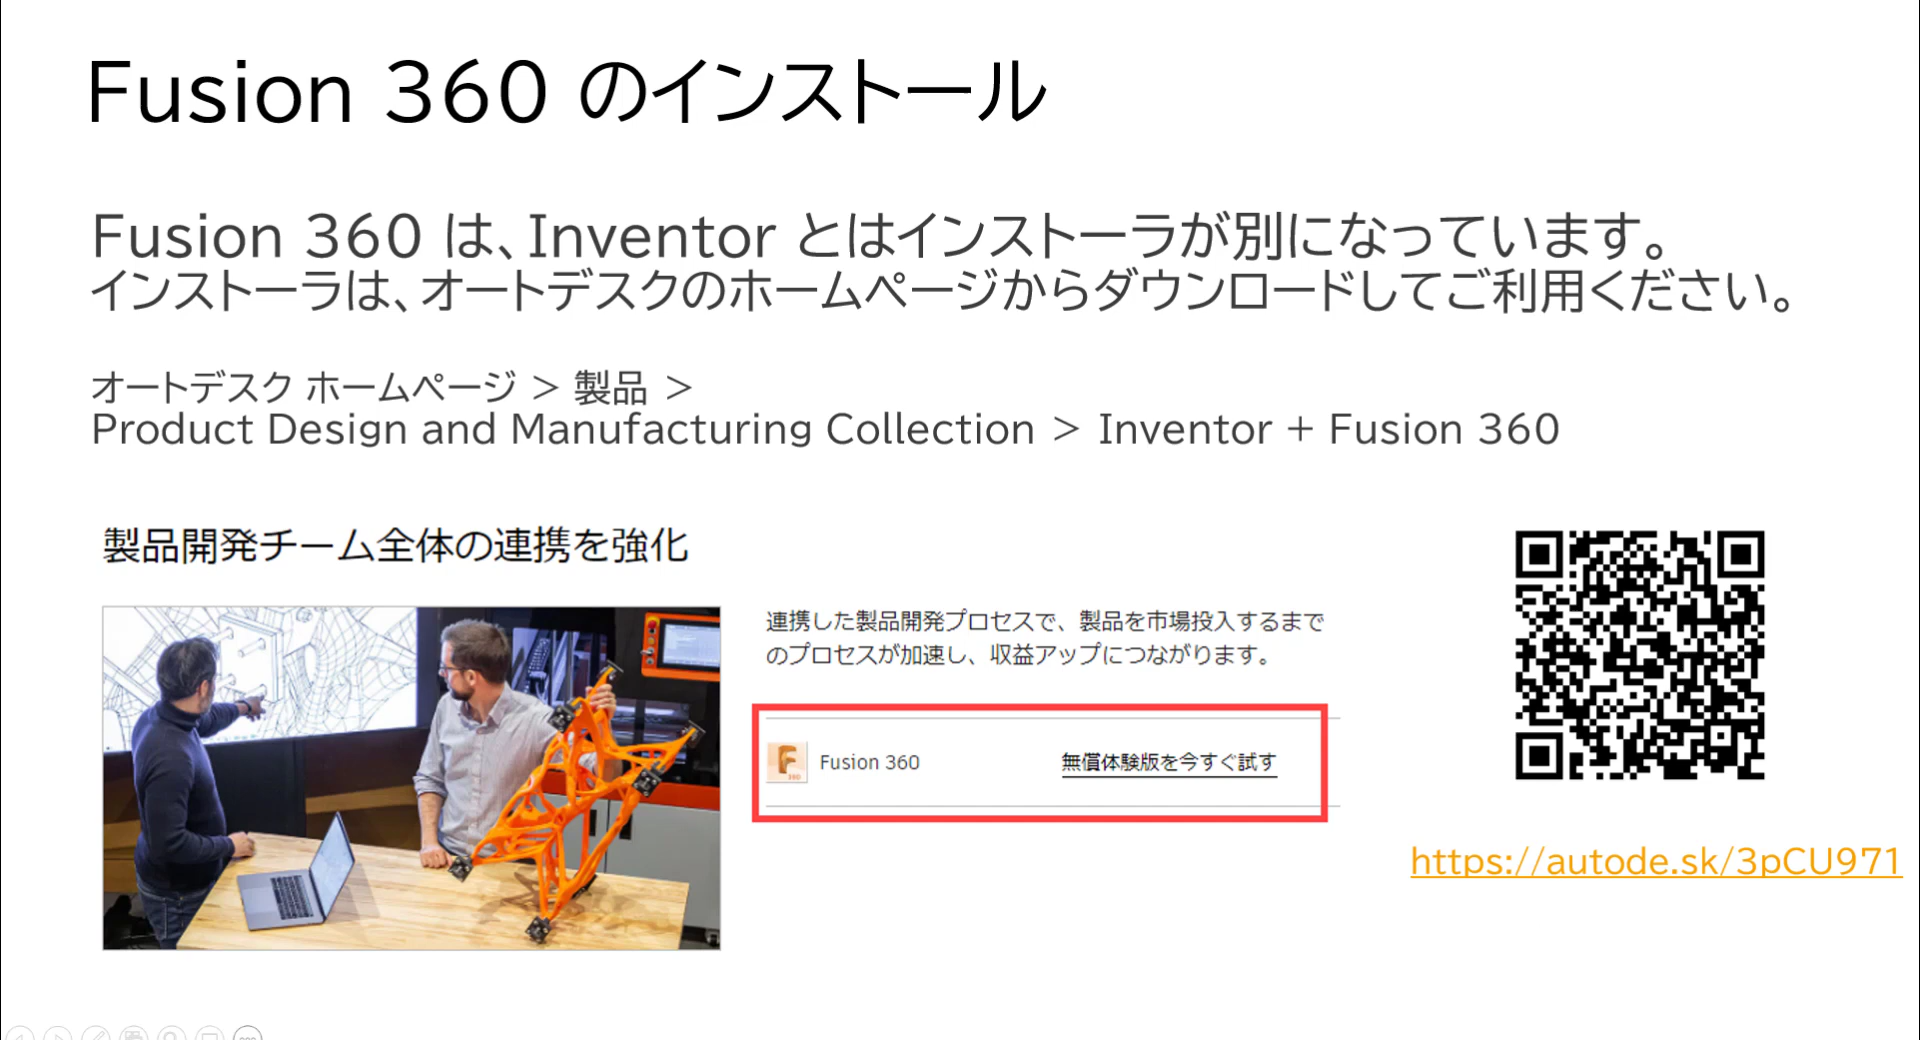 Fusion 360 のインストール
Fusion 360 は、Inventor とはインストーラが別になっています。
インストーラは、オートデスクのホームページからダウンロードしてご利用ください。
オートデスク ホームページ > 製品 >
Product Design and Manufacturing Collection > Inventor + Fusion 360
製品開発チーム全体の連携を強化
連携した製品開発プロセスで、製品を市場投入するまで
のプロセスが加速し、収益アップにつながります。
F
360
Fusion 360
無償体験版を今すぐ試す
https://autode.sk/3pCU971